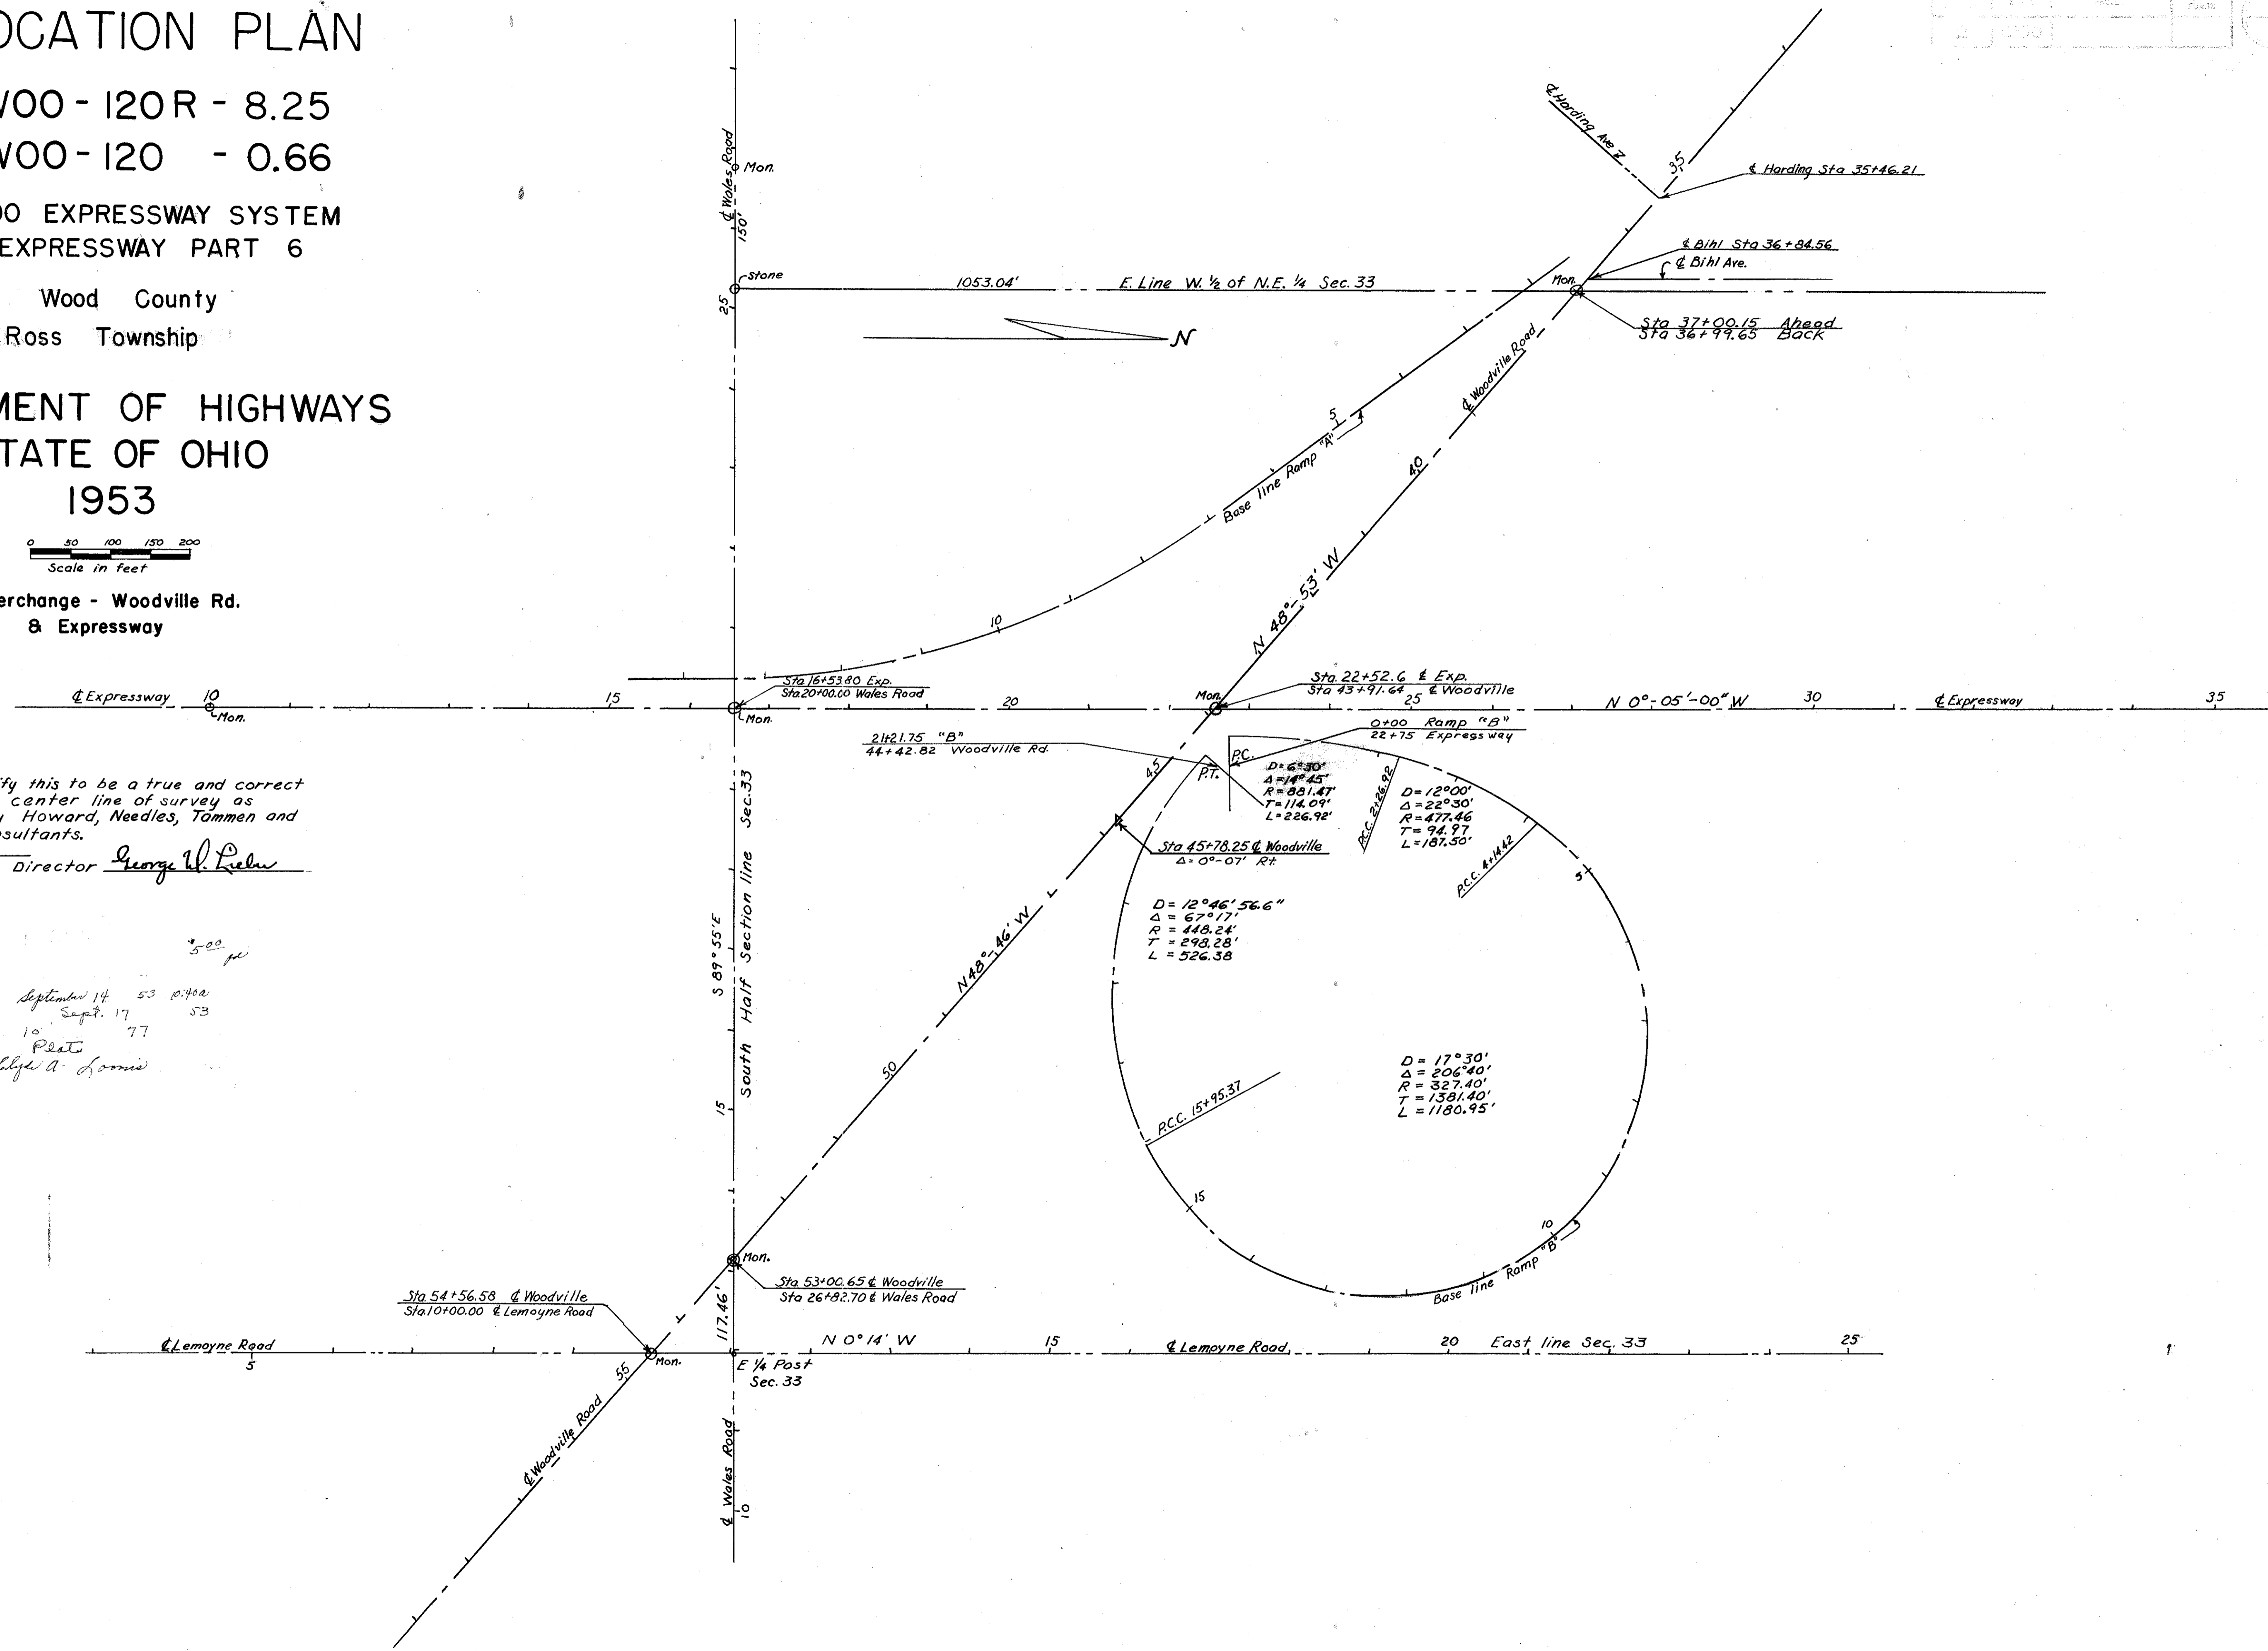 OCATION PLAN
WOO - 120 R - 8.25
WOO - 120 - 0.66
DO EXPRESSWAY SYSTEM
EXPRESSWAY PART 6
Wood County
Ross Township
MENT OF HIGHWAYS
TATE OF OHIO
1953
0 50 100 150 200
Scale in feet
erchange - Woodville Rd.
& Expressway
fy this to be a true and correct
center line of survey as
y Howard, Needles, Tammen and
sultants.
Director
$5.00
September 14 53 10:40a
Sept. 17 53
10 77
Plat
℄ Wales Road
Mon.
150'
Stone
25
1053.04' E. Line W. ½ of N.E. ¼ Sec. 33
N
℄ Harding Ave
35
℄ Harding Sta 35+46.21
℄ Bihl Sta 36+84.56
℄ Bihl Ave.
Mon.
Sta 37+00.15 Ahead
Sta 36+99.65 Back
℄ Woodville Road
40
5
Base line Ramp "A"
10
N 48°-53' W
℄ Expressway
10
Mon.
15
Sta 16+53.80 Exp.
Sta 20+00.00 Wales Road
Mon.
20
Mon.
Sta. 22+52.6 ℄ Exp.
Sta 43+91.64 ℄ Woodville
25
N 0°-05'-00" W
30
℄ Expressway
35
21+21.75 "B"
44+42.82 Woodville Rd.
0+00 Ramp "B"
22+75 Expressway
P.C.
P.T.
45
D= 6°30'
Δ = 14°45'
R = 881.47'
T = 114.09'
L = 226.92'
P.C.C. 2+26.92
D = 12°00'
Δ = 22°30'
R = 477.46
T = 94.97
L = 187.50'
P.C.C. 4+14.42
5
Sta 45+78.25 ℄ Woodville
Δ = 0°-07' Rt.
D = 12°46' 56.6"
Δ = 67°17'
R = 448.24'
T = 298.28'
L = 526.38
S 89°55'E
South Half Section line Sec. 33
N 48°-46' W
50
15
D = 17°30'
Δ = 206°40'
R = 327.40'
T = 1381.40'
L = 1180.95'
P.C.C. 15+95.37
15
10
Base line Ramp "B"
Mon.
Sta 53+00.65 ℄ Woodville
Sta 26+82.70 ℄ Wales Road
117.46'
Sta. 54+56.58 ℄ Woodville
Sta. 10+00.00 ℄ Lemoyne Road
℄ Lemoyne Road
5
Mon.
55
E ¼ Post
Sec. 33
N 0°14' W
15
℄ Lemoyne Road
20
East line Sec. 33
25
℄ Woodville Road
℄ Wales Road
10